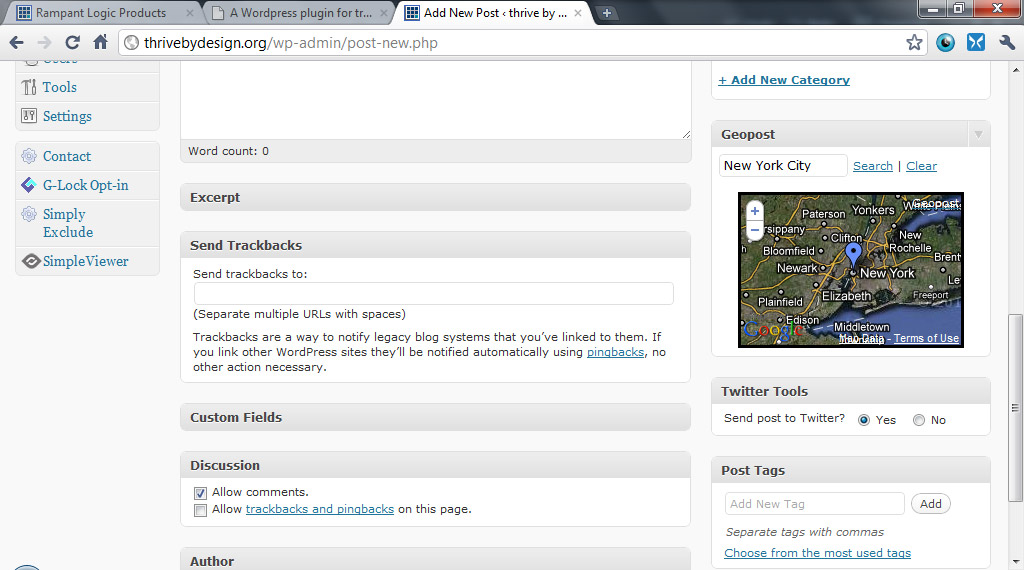 Rampant Logic Products
A Wordpress plugin for tr...
Add New Post ‹ thrive by ...
thrivebydesign.org/wp-admin/post-new.php
Users
Tools
Settings
Contact
G-Lock Opt-in
Simply
Exclude
SimpleViewer
Word count: 0
Excerpt
Send Trackbacks
Send trackbacks to:
(Separate multiple URLs with spaces)
Trackbacks are a way to notify legacy blog systems that you've linked to them. If
you link other WordPress sites they'll be notified automatically using pingbacks, no
other action necessary.
Custom Fields
Discussion
Allow comments.
Allow trackbacks and pingbacks on this page.
Author
+ Add New Category
Geopost
New York City Search | Clear
Geopost
Paterson Yonkers White Plains
rsippany
Clifton New
Bloomfield Rochelle
Brent
Newark New York
Le
Elizabeth Freeport
Plainfield
Edison
Google Middletown
Map Data - Terms of Use
Twitter Tools
Send post to Twitter? Yes No
Post Tags
Add New Tag Add
Separate tags with commas
Choose from the most used tags